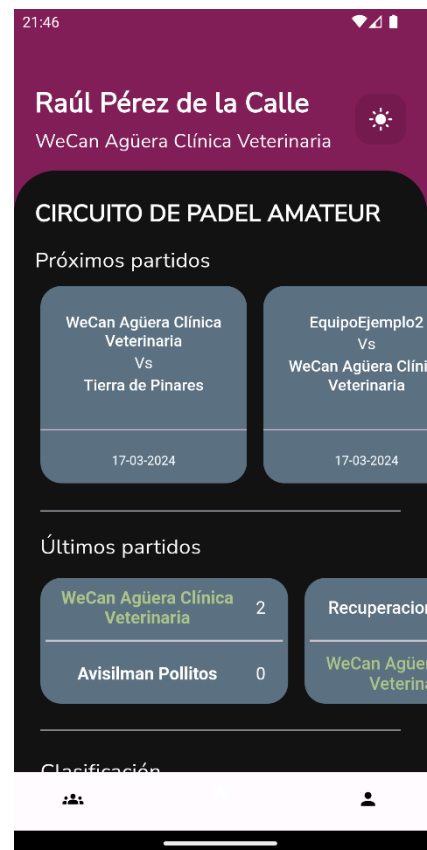 21:46
Raúl Pérez de la Calle
WeCan Agüera Clínica Veterinaria
CIRCUITO DE PADEL AMATEUR
Próximos partidos
WeCan Agüera Clínica
Veterinaria
Vs
Tierra de Pinares
17-03-2024
EquipoEjemplo2
Vs
WeCan Agüera Clíni
Veterinaria
17-03-2024
Últimos partidos
WeCan Agüera Clínica
Veterinaria
2
Avisilman Pollitos
0
Recuperacion
WeCan Agüer
Veterina
Clasificación